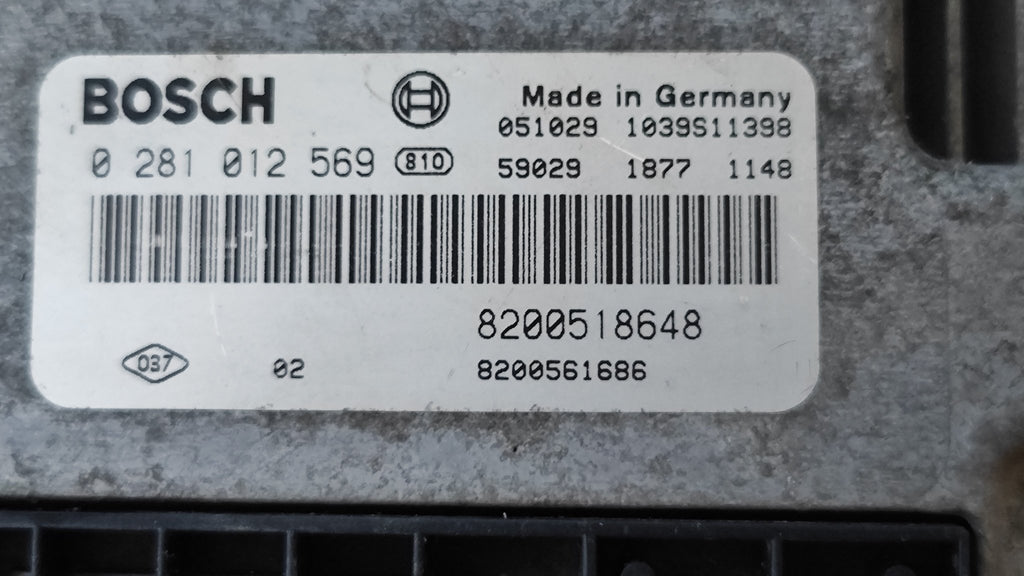 BOSCH
Made in Germany
051029 1039S11398
0 281 012 569 810
59029 1877 1148
8200518648
037 02 8200561686